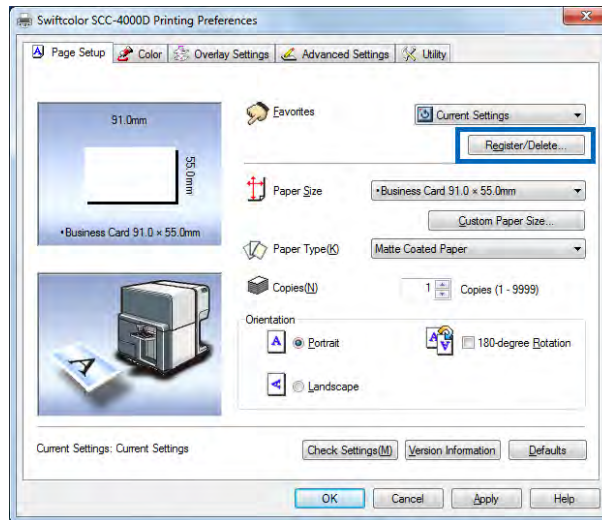 Swiftcolor SCC-4000D Printing Preferences
Page Setup Color Overlay Settings Advanced Settings Utility
91.0mm
55.0mm
•Business Card 91.0 × 55.0mm
Favorites Current Settings
Register/Delete...
Paper Size •Business Card 91.0 × 55.0mm
Custom Paper Size...
Paper Type(K) Matte Coated Paper
Copies(N) 1 Copies (1 - 9999)
Orientation
A Portrait 180-degree Rotation
A Landscape
A
Current Settings: Current Settings Check Settings(M) Version Information Defaults
OK Cancel Apply Help